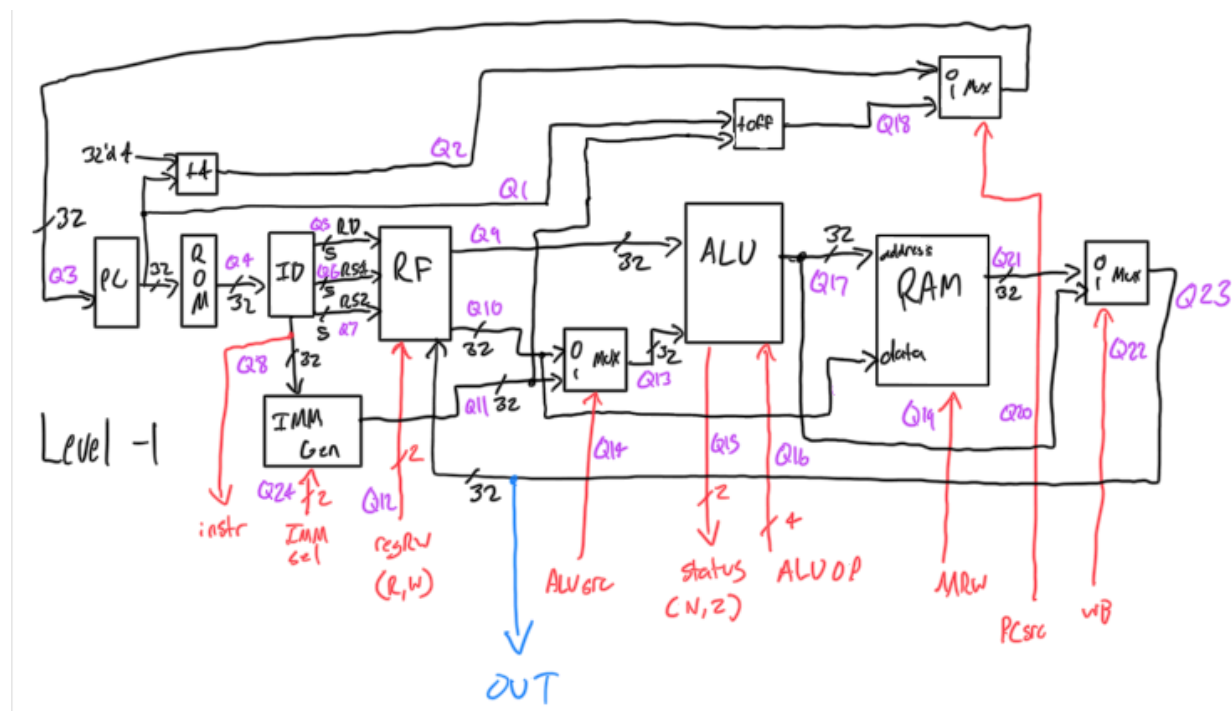 0
1 Mux
+off
Q18
Q2
32'd4
+4
Q1
32
Q3
PC
32
ROM
Q4
32
ID
Q5 RD
5
Q6 RS1
5
RS2
5 Q7
RF
Q9
32
ALU
32
Q17
address
RAM
data
Q21
32
0
1 Mux
Q23
Q10
32
0
1 Mux
32
Q13
Q8
32
Q11 32
Q22
IMM
Gen
Level -1
Q24
2
Q12
2
32
Q14
Q15
2
Q16
4
Q19
Q20
instr
IMM
sel
regRW
(R,W)
ALUsrc
status
(N,Z)
ALUOP
MRW
PCsrc
WB
OUT